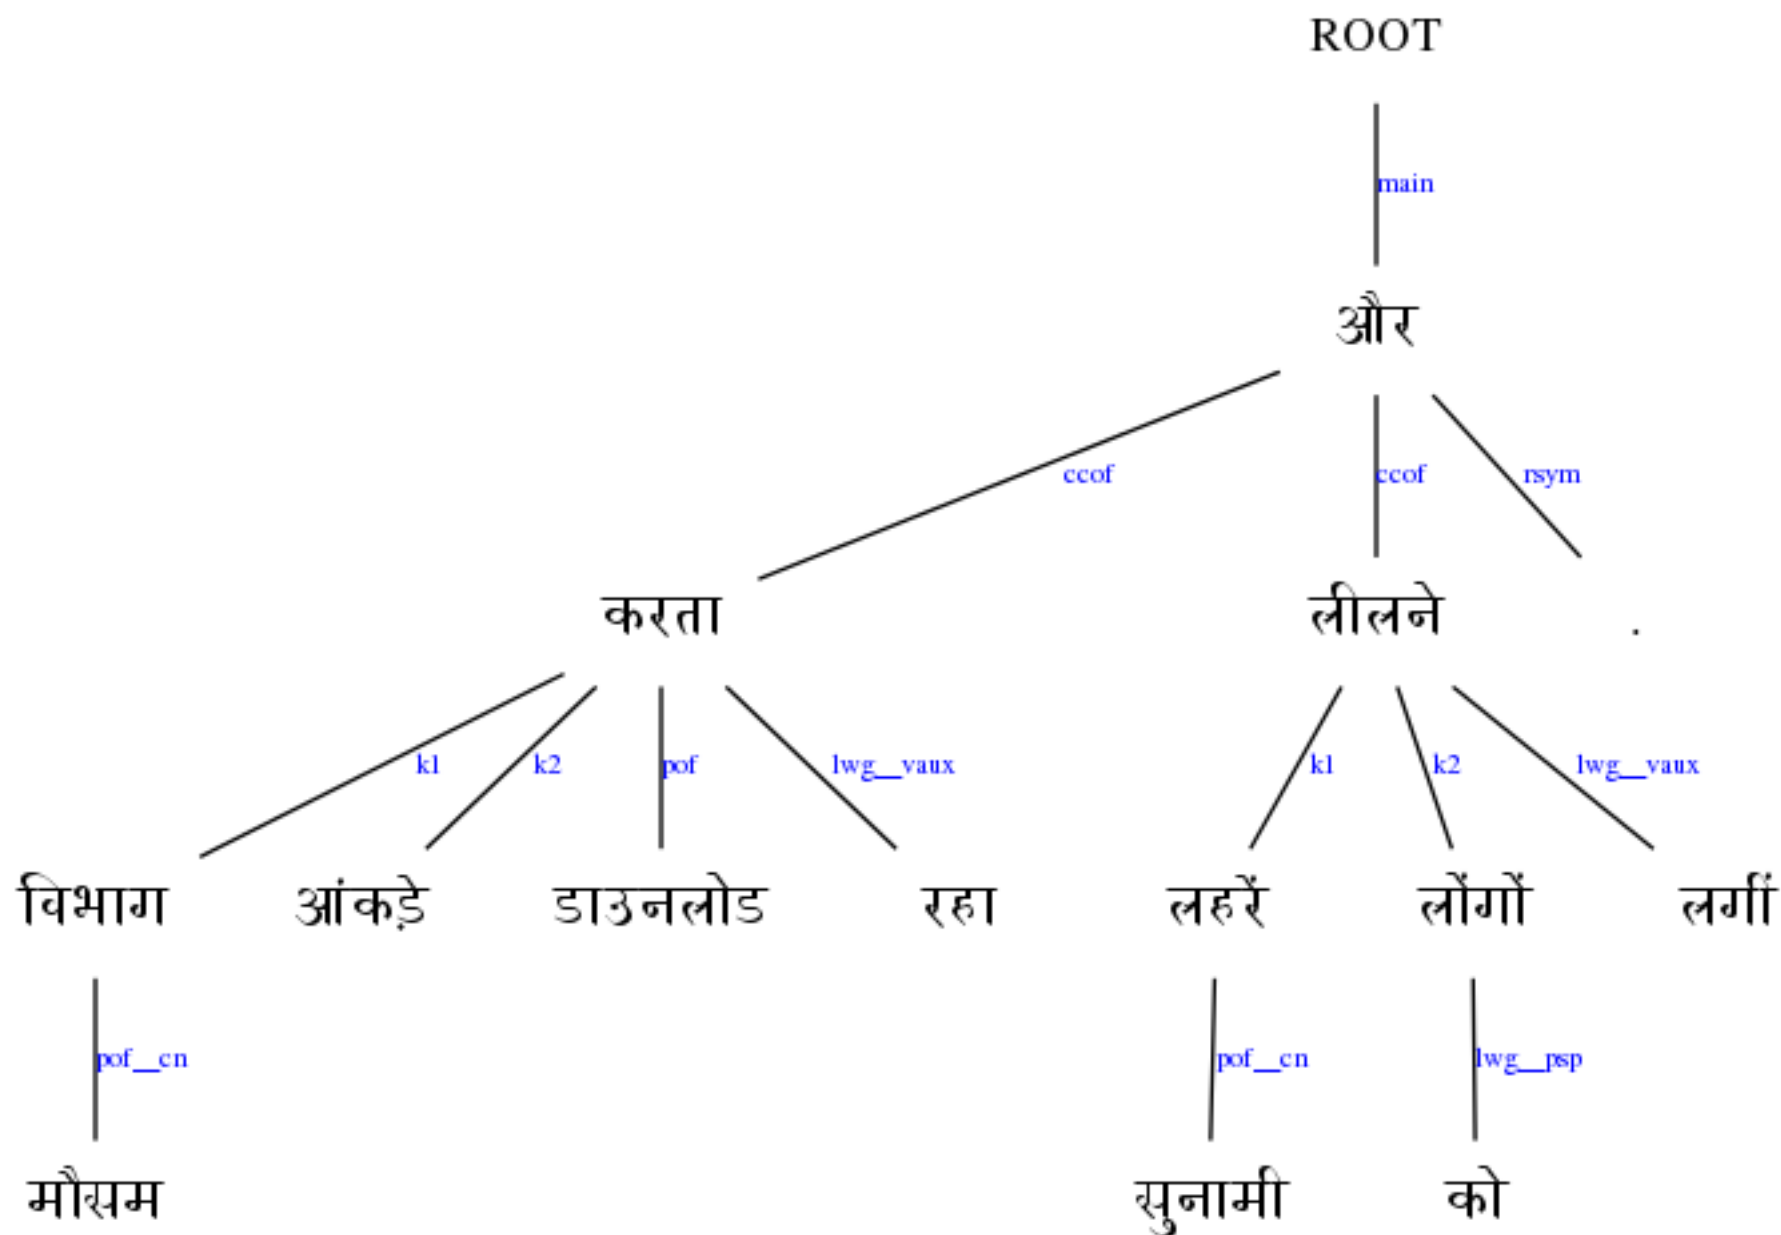 ROOT
main
और
ccof ccof rsym
करता लीलने .
k1 k2 pof lwg__vaux k1 k2 lwg__vaux
विभाग आंकड़े डाउनलोड रहा लहरें लोंगों लगीं
pof__cn pof__cn lwg__psp
मौसम सुनामी को